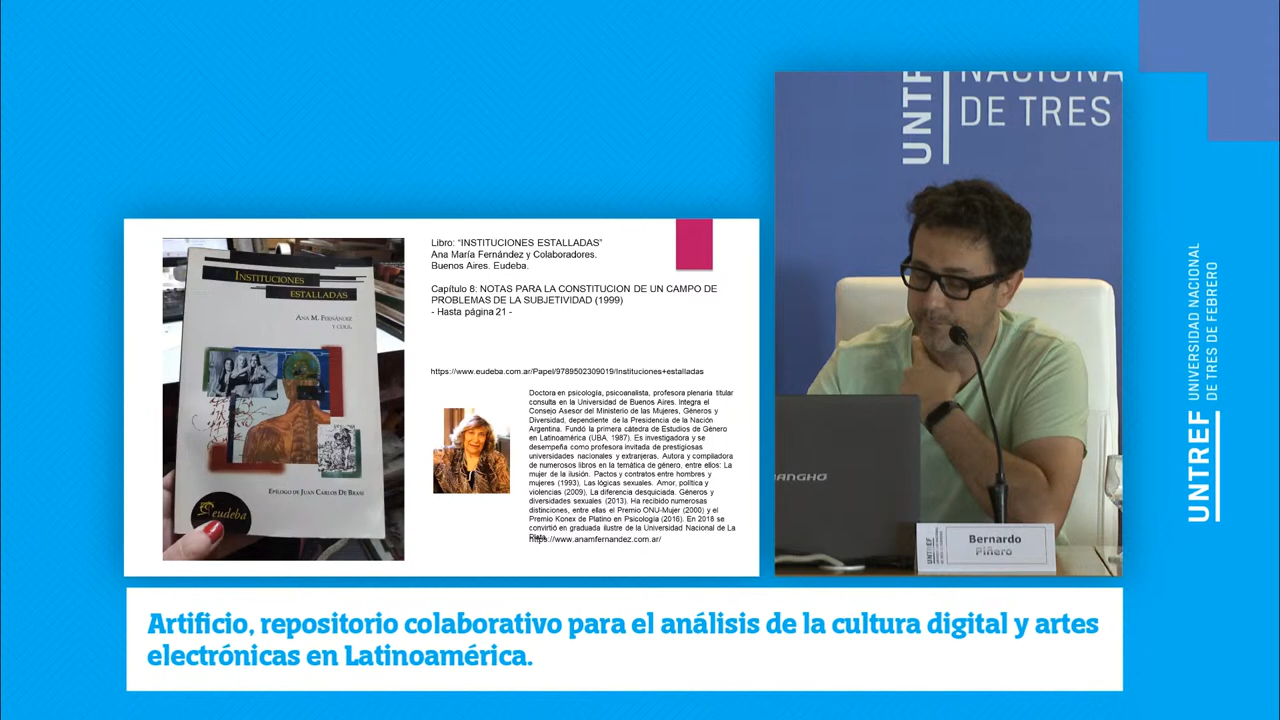 INSTITUCIONES
ESTALLADAS
ANA M. FERNÁNDEZ
Y COLS.
EPÍLOGO DE JUAN CARLOS DE BRASI
eudeba
Libro: “INSTITUCIONES ESTALLADAS”
Ana María Fernández y Colaboradores.
Buenos Aires. Eudeba.
Capítulo 8: NOTAS PARA LA CONSTITUCION DE UN CAMPO DE
PROBLEMAS DE LA SUBJETIVIDAD (1999)
- Hasta página 21 -
https://www.eudeba.com.ar/Papel/9789502309019/Instituciones+estalladas
Doctora en psicología, psicoanalista, profesora plenaria titular
consulta en la Universidad de Buenos Aires. Integra el
Consejo Asesor del Ministerio de las Mujeres, Géneros y
Diversidad, dependiente de la Presidencia de la Nación
Argentina. Fundó la primera cátedra de Estudios de Género
en Latinoamérica (UBA, 1987). Es investigadora y se
desempeña como profesora invitada de prestigiosas
universidades nacionales y extranjeras. Autora y compiladora
de numerosos libros en la temática de género, entre ellos: La
mujer de la ilusión. Pactos y contratos entre hombres y
mujeres (1993), Las lógicas sexuales. Amor, política y
violencias (2009), La diferencia desquiciada. Géneros y
diversidades sexuales (2013). Ha recibido numerosas
distinciones, entre ellas el Premio ONU-Mujer (2000) y el
Premio Konex de Platino en Psicología (2016). En 2018 se
convirtió en graduada ilustre de la Universidad Nacional de La
Plata.
https://www.anamfernandez.com.ar/
UNTR
NACIONA
DE TRES
ANGHO
UNTREF
Bernardo
Piñero
UNTREF
UNIVERSIDAD NACIONAL
DE TRES DE FEBRERO
Artificio, repositorio colaborativo para el análisis de la cultura digital y artes
electrónicas en Latinoamérica.